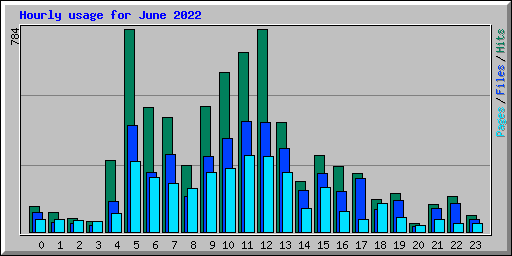 Hourly usage for June 2022
784
Pages / Files / Hits
0 1 2 3 4 5 6 7 8 9 10 11 12 13 14 15 16 17 18 19 20 21 22 23